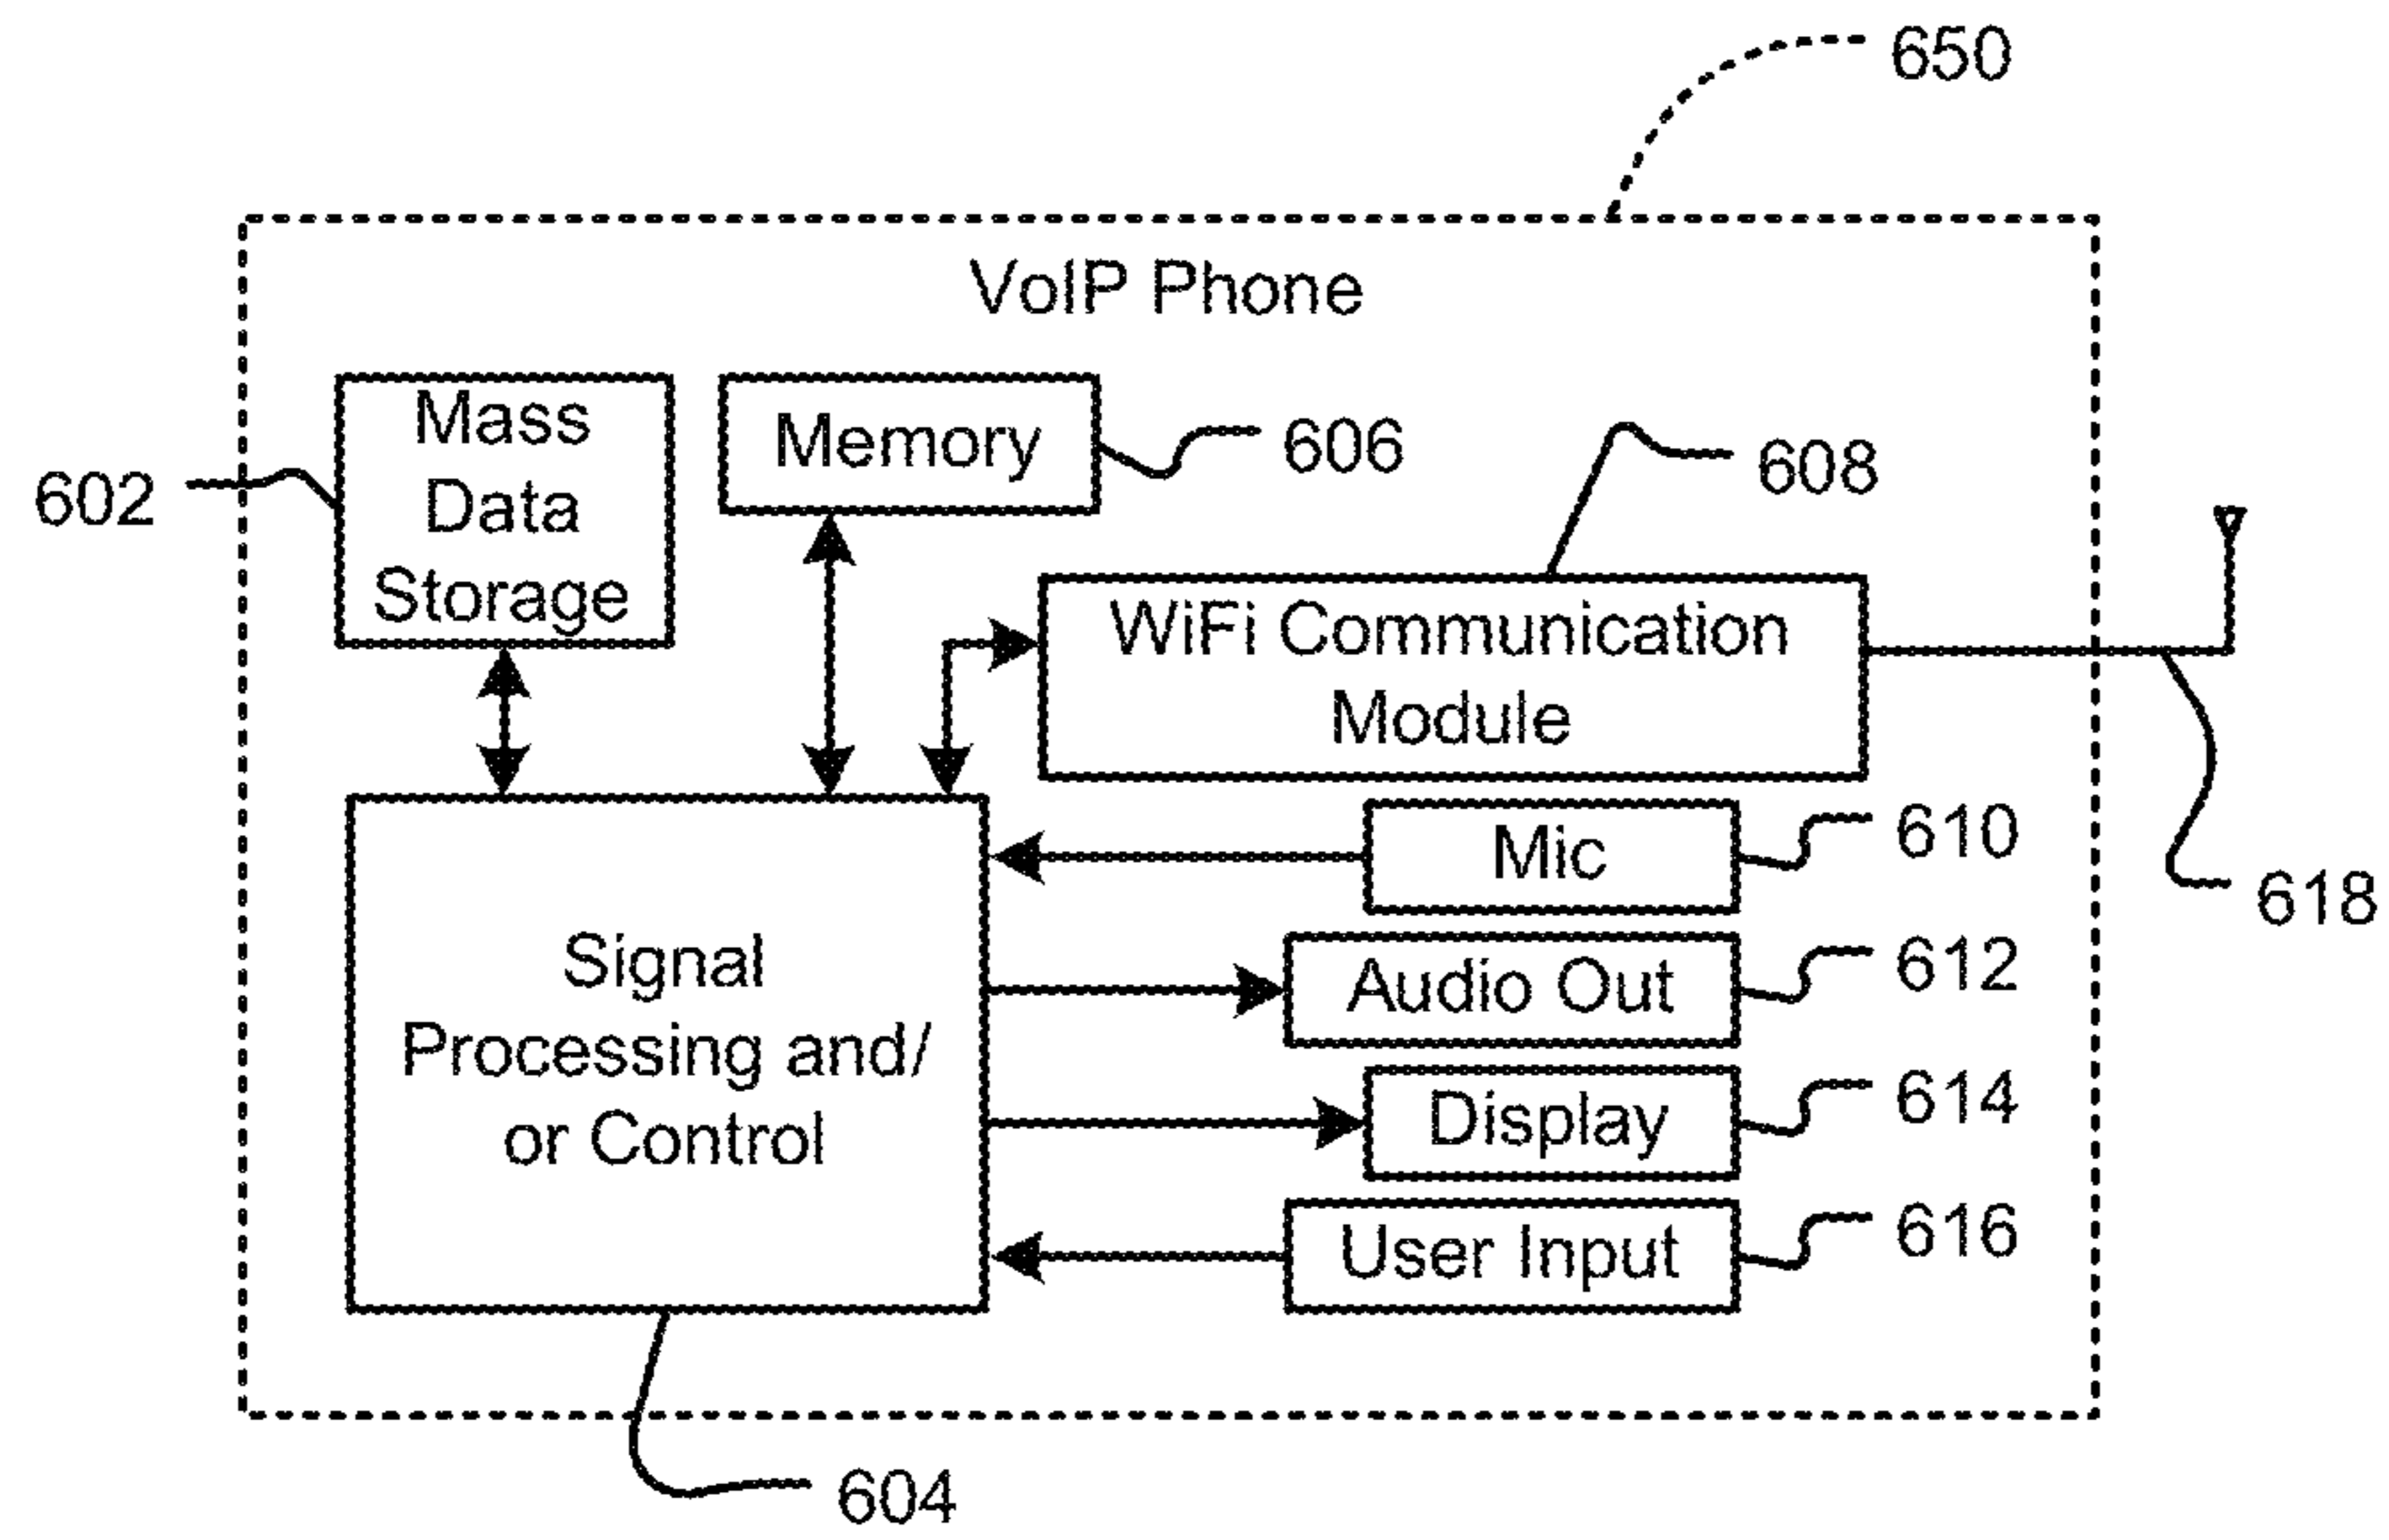 650
VoIP Phone
Mass
Data
Storage
602
Memory
606
608
WiFi Communication
Module
618
Mic
610
Audio Out
612
Display
614
User Input
616
Signal
Processing and/
or Control
604